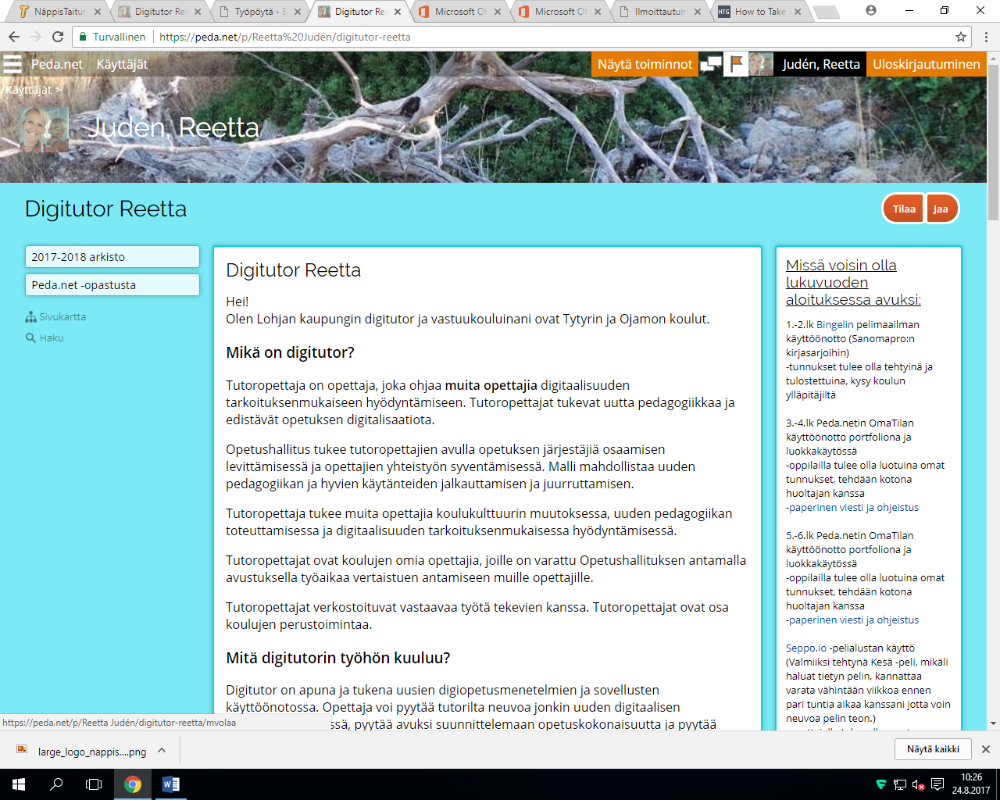 NäppisTaitur
Digitutor Re
Työpöytä - E
Digitutor Re
Microsoft Of
Microsoft Of
Ilmoittautum
HTG How to Take
Turvallinen https://peda.net/p/Reetta%20Judén/digitutor-reetta
Peda.net Käyttäjät
Näytä toiminnot
Judén, Reetta
Uloskirjautuminen
Käyttäjät >
Judén, Reetta
Digitutor Reetta
Tilaa
Jaa
2017-2018 arkisto
Peda.net -opastusta
Sivukartta
Haku
Digitutor Reetta
Hei!
Olen Lohjan kaupungin digitutor ja vastuukouluinani ovat Tytyrin ja Ojamon koulut.
Mikä on digitutor?
Tutoropettaja on opettaja, joka ohjaa muita opettajia digitaalisuuden
tarkoituksenmukaiseen hyödyntämiseen. Tutoropettajat tukevat uutta pedagogiikkaa ja
edistävät opetuksen digitalisaatiota.
Opetushallitus tukee tutoropettajien avulla opetuksen järjestäjiä osaamisen
levittämisessä ja opettajien yhteistyön syventämisessä. Malli mahdollistaa uuden
pedagogiikan ja hyvien käytänteiden jalkauttamisen ja juurruttamisen.
Tutoropettaja tukee muita opettajia koulukulttuurin muutoksessa, uuden pedagogiikan
toteuttamisessa ja digitaalisuuden tarkoituksenmukaisessa hyödyntämisessä.
Tutoropettajat ovat koulujen omia opettajia, joille on varattu Opetushallituksen antamalla
avustuksella työaikaa vertaistuen antamiseen muille opettajille.
Tutoropettajat verkostoituvat vastaavaa työtä tekevien kanssa. Tutoropettajat ovat osa
koulujen perustoimintaa.
Mitä digitutorin työhön kuuluu?
Digitutor on apuna ja tukena uusien digiopetusmenetelmien ja sovellusten
käyttöönotossa. Opettaja voi pyytää tutorilta neuvoa jonkin uuden digitaalisen
ssä, pyytää avuksi suunnittelemaan opetuskokonaisuutta ja pyytää
Missä voisin olla
lukuvuoden
aloituksessa avuksi:
1.-2.lk Bingelin pelimaailman
käyttöönotto (Sanomapro:n
kirjasarjoihin)
-tunnukset tulee olla tehtyinä ja
tulostettuina, kysy koulun
ylläpitäjiltä
3.-4.lk Peda.netin OmaTilan
käyttöönotto portfoliona ja
luokkakäytössä
-oppilailla tulee olla luotuina omat
tunnukset, tehdään kotona
huoltajan kanssa
-paperinen viesti ja ohjeistus
5.-6.lk Peda.netin OmaTilan
käyttöönotto portfoliona ja
luokkakäytössä
-oppilailla tulee olla luotuina omat
tunnukset, tehdään kotona
huoltajan kanssa
-paperinen viesti ja ohjeistus
Seppo.io -pelialustan käyttö
(Valmiiksi tehtynä Kesä -peli, mikäli
haluat tietyn pelin, kannattaa
varata vähintään viikkoa ennen
pari tuntia aikaa kanssani jotta voin
neuvoa pelin teon.)
https://peda.net/p/Reetta Judén/digitutor-reetta/mvolaa
large_logo_nappis....png
Näytä kaikki
10:26
24.8.2017